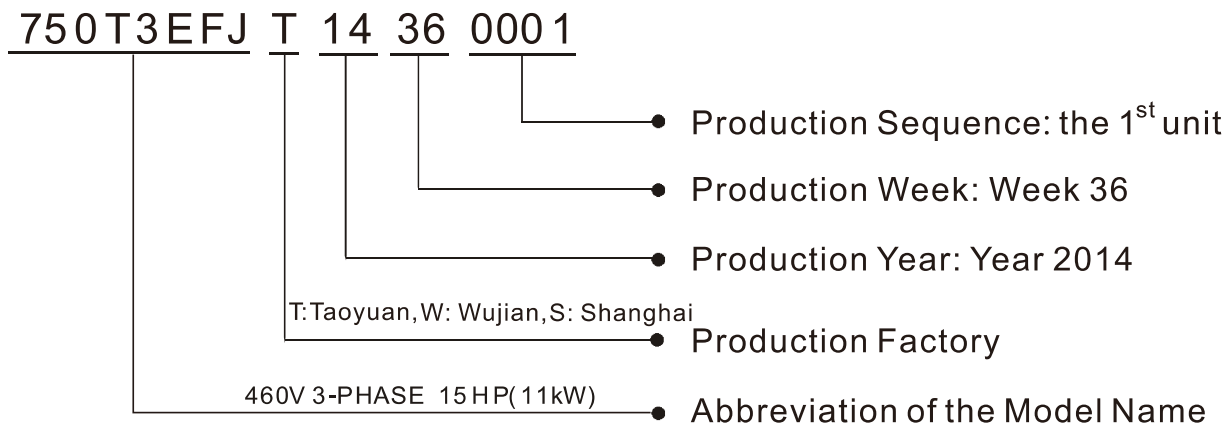 750T3EFJ T 14 36 0001
Production Sequence: the 1st unit
Production Week: Week 36
Production Year: Year 2014
T:Taoyuan,W: Wujian,S: Shanghai
Production Factory
460V 3-PHASE 15HP(11kW)
Abbreviation of the Model Name